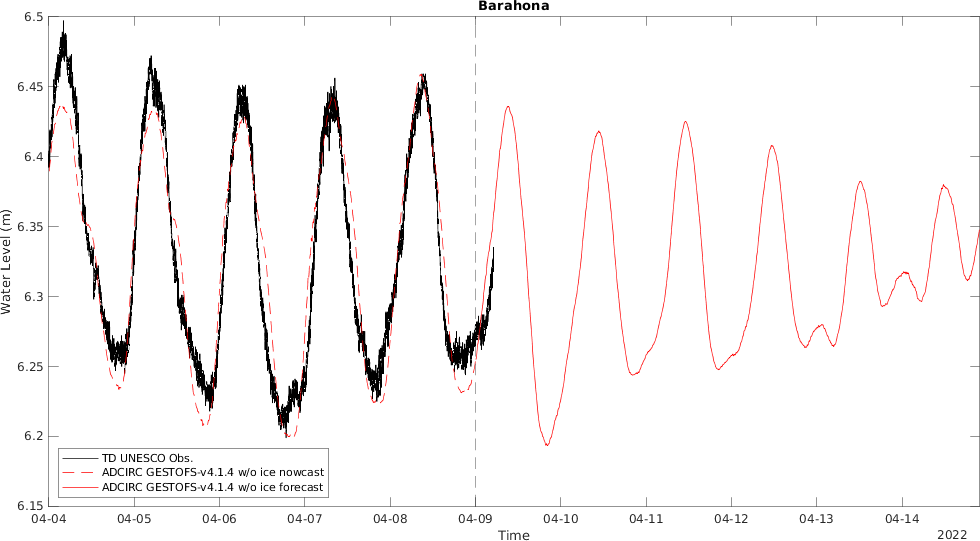 Barahona
6.5
6.45
6.4
6.35
6.3
6.25
6.2
6.15
Water Level (m)
TD UNESCO Obs.
ADCIRC GESTOFS-v4.1.4 w/o ice nowcast
ADCIRC GESTOFS-v4.1.4 w/o ice forecast
04-04 04-05 04-06 04-07 04-08 04-09 04-10 04-11 04-12 04-13 04-14
Time
2022